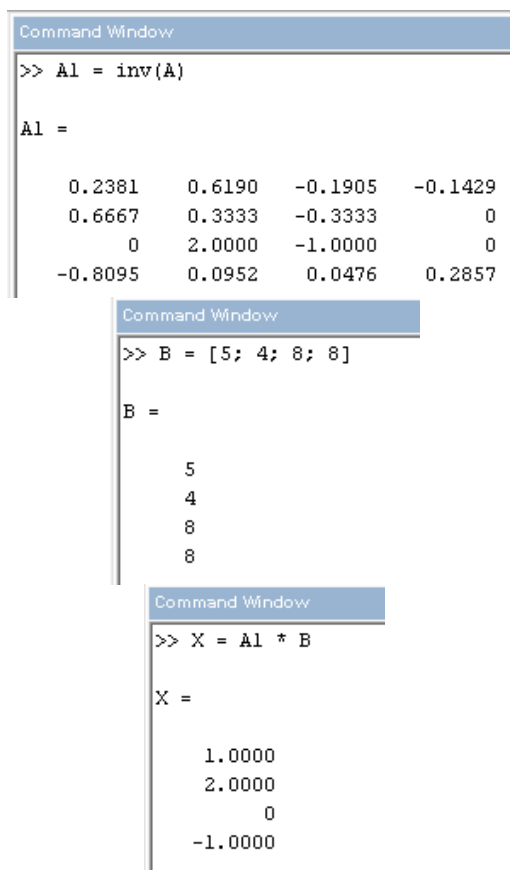 Command Window
>> A1 = inv(A)
A1 =
0.2381 0.6190 -0.1905 -0.1429
0.6667 0.3333 -0.3333 0
0 2.0000 -1.0000 0
-0.8095 0.0952 0.0476 0.2857
Command Window
>> B = [5; 4; 8; 8]
B =
5
4
8
8
Command Window
>> X = A1 * B
X =
1.0000
2.0000
0
-1.0000